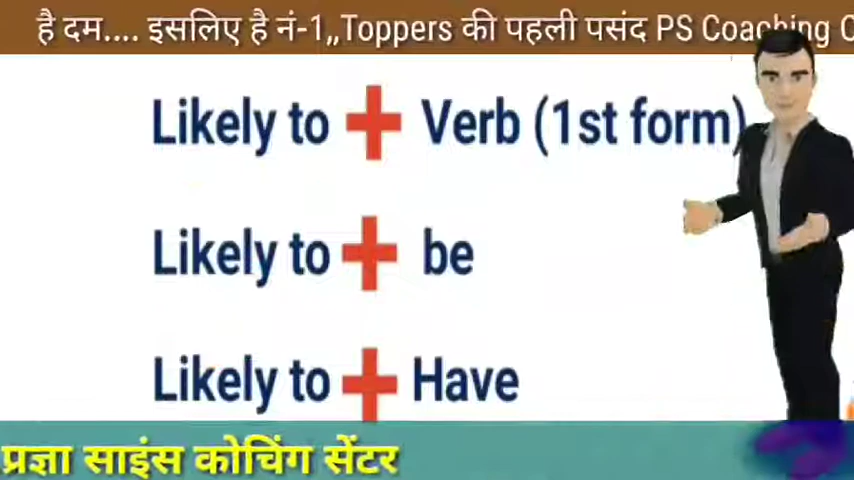 है दम.... इसलिए है नं-1,,Toppers की पहली पसंद PS Coaching C
Likely to + Verb (1st form)
Likely to + be
Likely to + Have
प्रज्ञा साइंस कोचिंग सेंटर